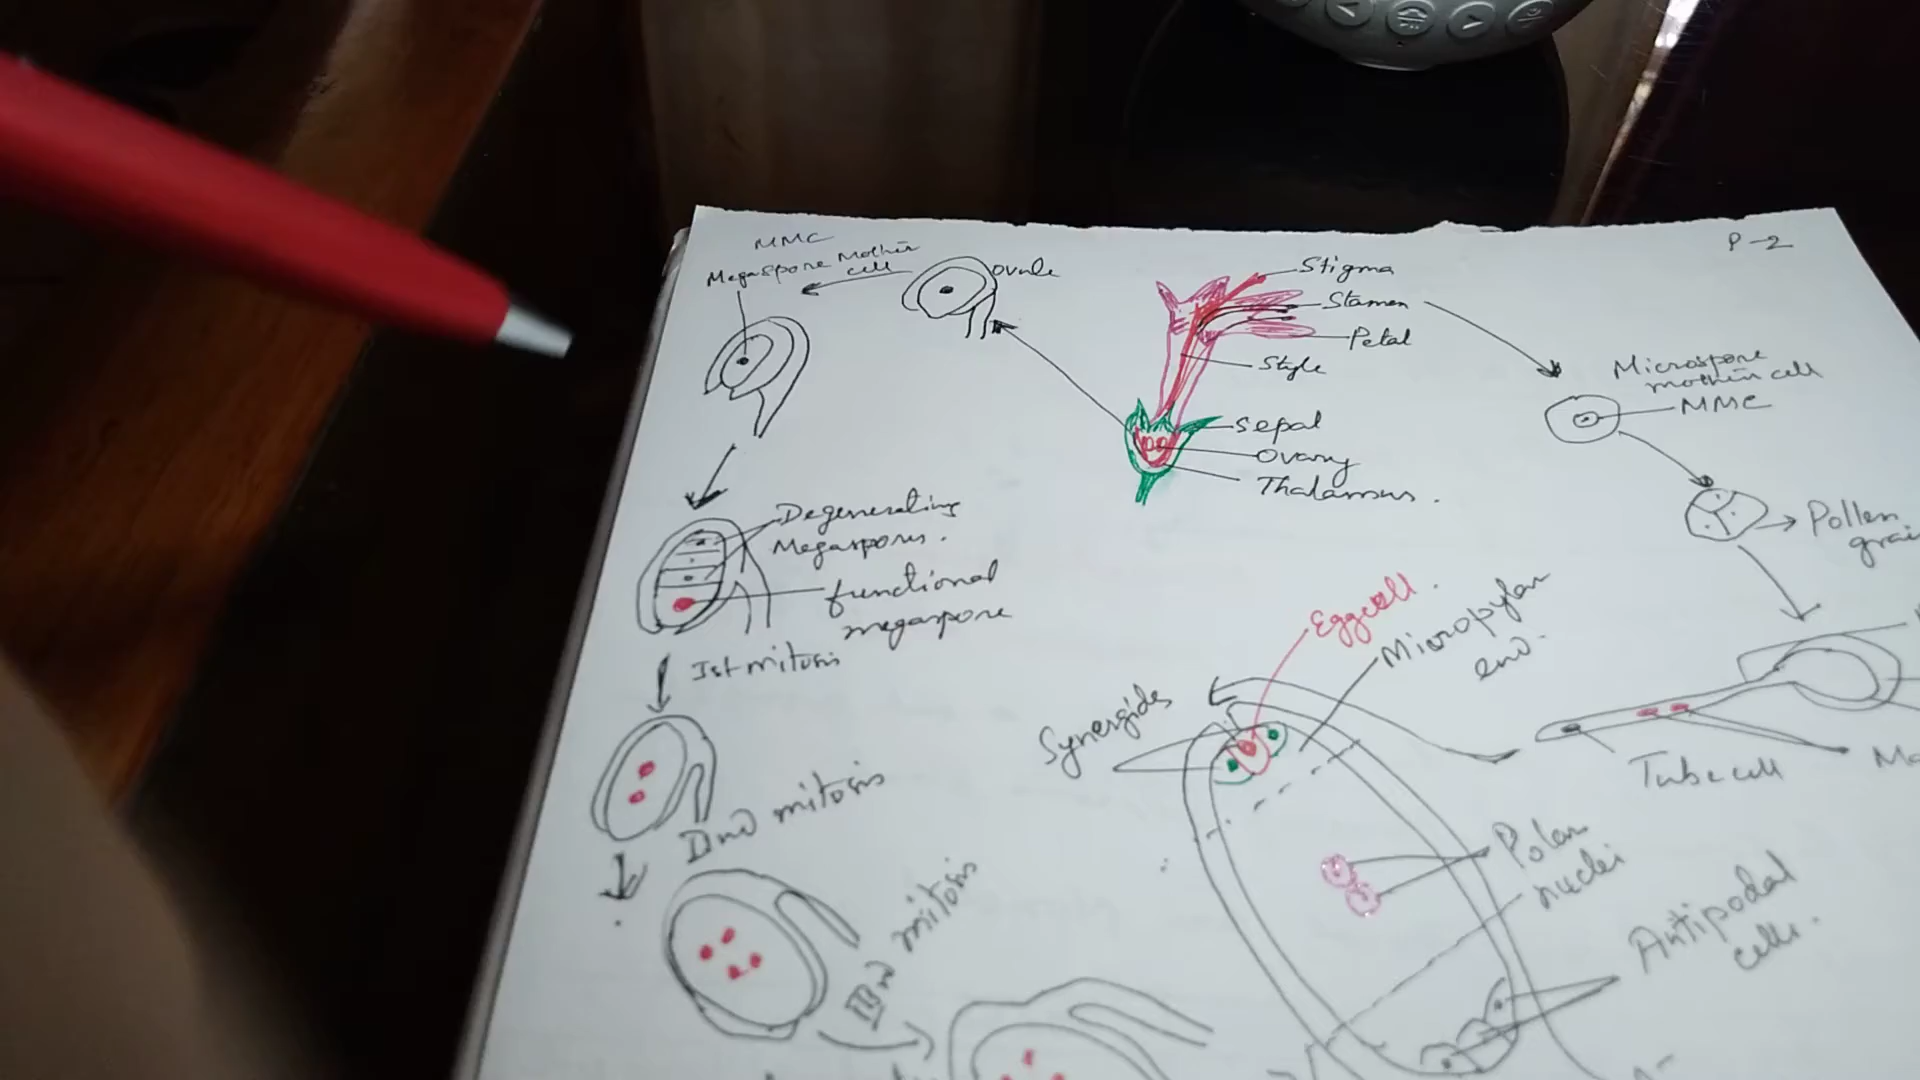 P-2
MMC
Megaspore Mother
cell
ovule
Stigma
Stamen
Petal
Style
Sepal
Ovary
Thalamus.
Microspore
mother cell
MMC
Pollen
Degenerating
Megaspores.
functional
megaspore
Ist mitosis
IInd mitosis
IIIrd mitosis
Egg cell.
Micropylar
end.
Synergids
Tube cell
Polar
nuclei
Antipodal
cells.